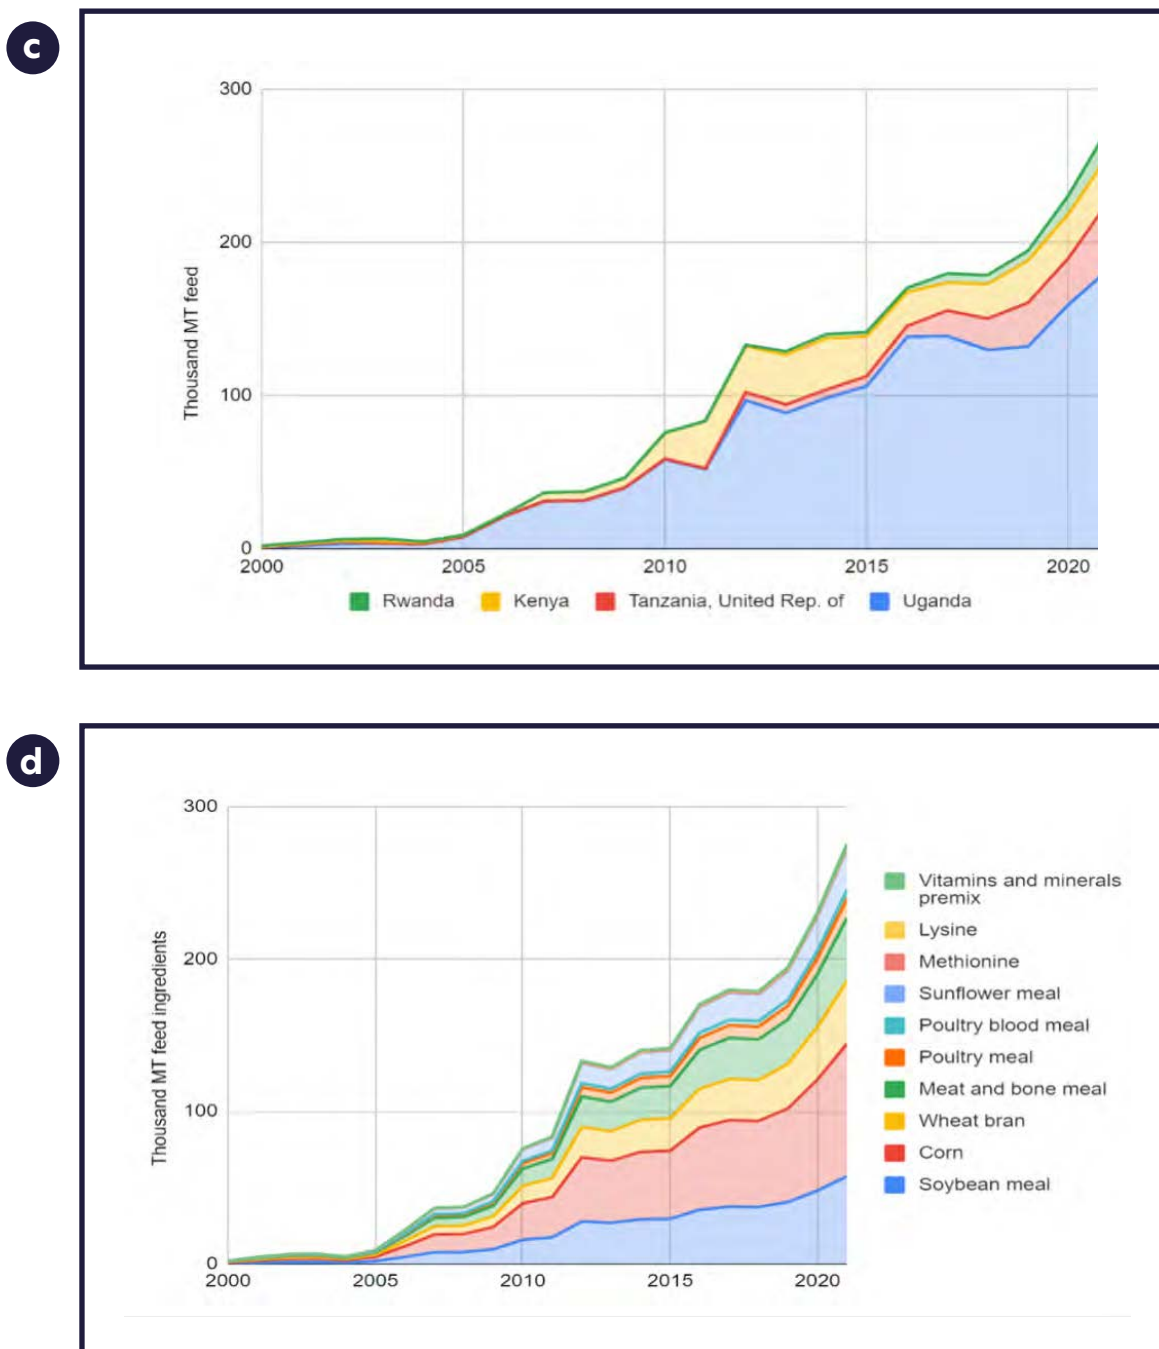 c
300
200
100
0
Thousand MT feed
2000 2005 2010 2015 2020
Rwanda Kenya Tanzania, United Rep. of Uganda
d
300
200
100
0
Thousand MT feed ingredients
2000 2005 2010 2015 2020
Vitamins and minerals
premix
Lysine
Methionine
Sunflower meal
Poultry blood meal
Poultry meal
Meat and bone meal
Wheat bran
Corn
Soybean meal